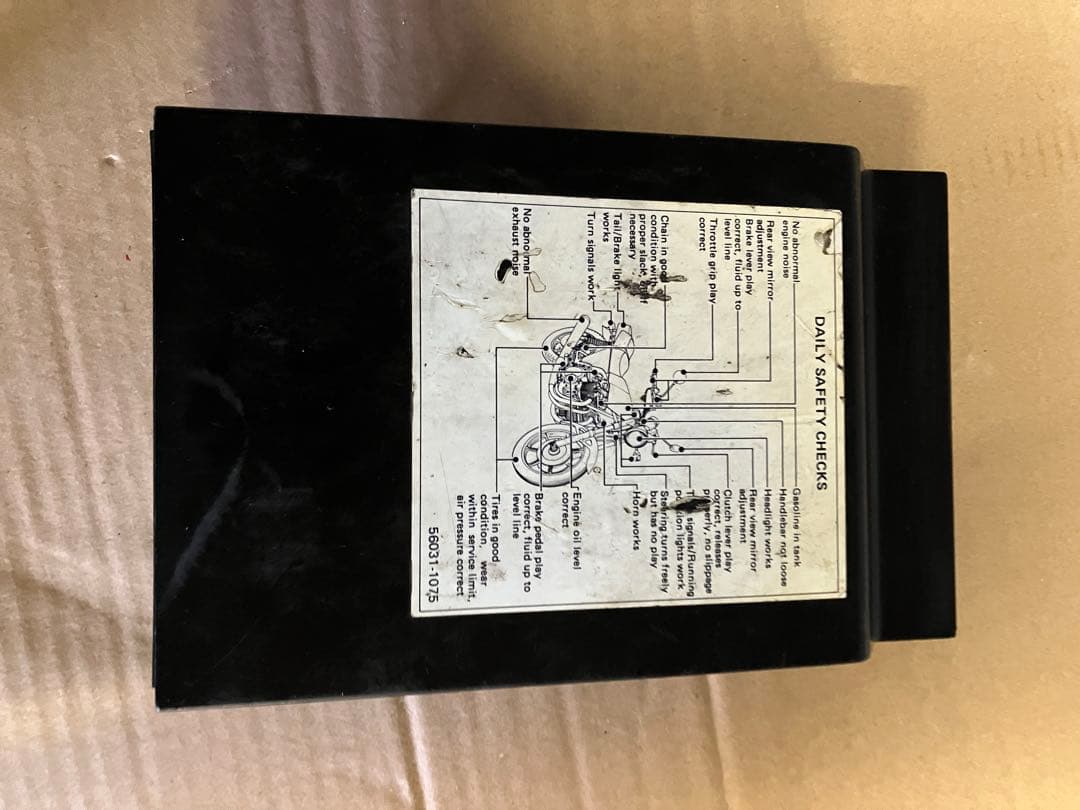 DAILY SAFETY CHECKS
No abnormal
engine noise
Rear view mirror
adjustment
Brake lever play
correct, fluid up to
level line
Throttle grip play
correct
Chain in good
condition with
proper slack, if
necessary
Tail/Brake light
works
Turn signals work
No abnormal
exhaust noise
Gasoline in tank
Handlebar not loose
Headlight works
Rear view mirror
adjustment
Clutch lever play
correct, releases
properly, no slippage
signals/Running
lights work
Steering turns freely
but has no play
Horn works
Engine oil level
correct
Brake pedal play
correct, fluid up to
level line
Tires in good
condition, wear
within service limit,
air pressure correct
56031-1075